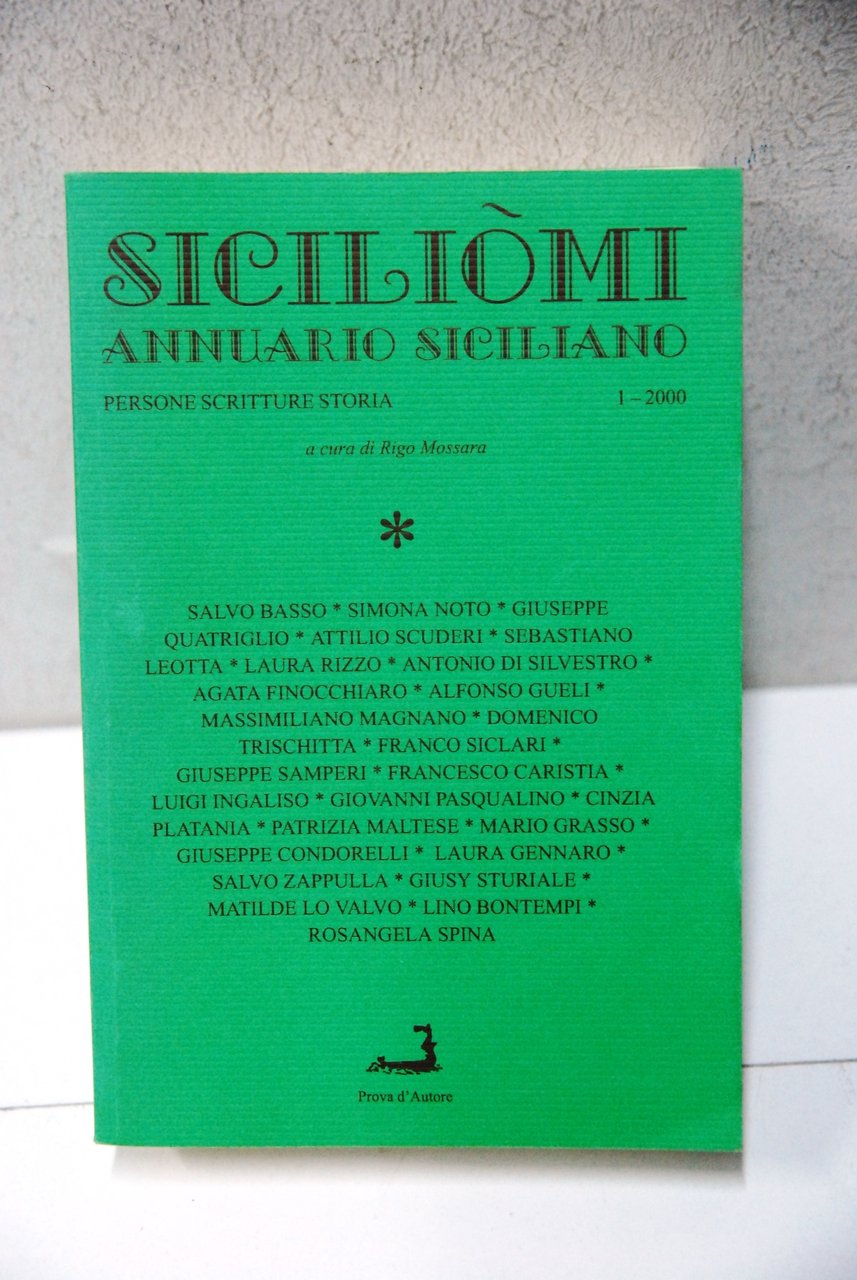 SICILIÒMI
ANNUARIO SICILIANO
PERSONE SCRITTURE STORIA 1 – 2000
a cura di Rigo Mossara
*
SALVO BASSO * SIMONA NOTO * GIUSEPPE
QUATRIGLIO * ATTILIO SCUDERI * SEBASTIANO
LEOTTA * LAURA RIZZO * ANTONIO DI SILVESTRO *
AGATA FINOCCHIARO * ALFONSO GUELI *
MASSIMILIANO MAGNANO * DOMENICO
TRISCHITTA * FRANCO SICLARI *
GIUSEPPE SAMPERI * FRANCESCO CARISTIA *
LUIGI INGALISO * GIOVANNI PASQUALINO * CINZIA
PLATANIA * PATRIZIA MALTESE * MARIO GRASSO *
GIUSEPPE CONDORELLI * LAURA GENNARO *
SALVO ZAPPULLA * GIUSY STURIALE *
MATILDE LO VALVO * LINO BONTEMPI *
ROSANGELA SPINA
Prova d'Autore